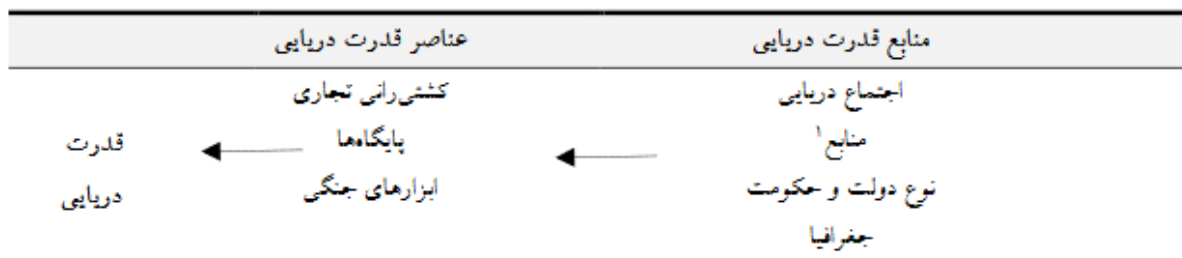 منابع قدرت دریایی
عناصر قدرت دریایی
اجتماع دریایی
منابع۱
نوع دولت و حکومت
جغرافیا
کشتی‌رانی تجاری
پایگاه‌ها
ابزارهای جنگی
قدرت
دریایی